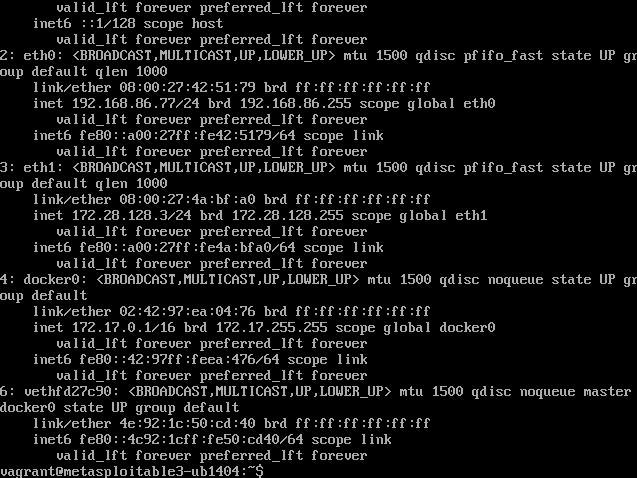 valid_lft forever preferred_lft forever
inet6 ::1/128 scope host
valid_lft forever preferred_lft forever
2: eth0: <BROADCAST,MULTICAST,UP,LOWER_UP> mtu 1500 qdisc pfifo_fast state UP gr
oup default qlen 1000
link/ether 08:00:27:42:51:79 brd ff:ff:ff:ff:ff:ff
inet 192.168.86.77/24 brd 192.168.86.255 scope global eth0
valid_lft forever preferred_lft forever
inet6 fe80::a00:27ff:fe42:5179/64 scope link
valid_lft forever preferred_lft forever
3: eth1: <BROADCAST,MULTICAST,UP,LOWER_UP> mtu 1500 qdisc pfifo_fast state UP gr
oup default qlen 1000
link/ether 08:00:27:4a:bf:a0 brd ff:ff:ff:ff:ff:ff
inet 172.28.128.3/24 brd 172.28.128.255 scope global eth1
valid_lft forever preferred_lft forever
inet6 fe80::a00:27ff:fe4a:bfa0/64 scope link
valid_lft forever preferred_lft forever
4: docker0: <BROADCAST,MULTICAST,UP,LOWER_UP> mtu 1500 qdisc noqueue state UP gr
oup default
link/ether 02:42:97:ea:04:76 brd ff:ff:ff:ff:ff:ff
inet 172.17.0.1/16 brd 172.17.255.255 scope global docker0
valid_lft forever preferred_lft forever
inet6 fe80::42:97ff:feea:476/64 scope link
valid_lft forever preferred_lft forever
6: vethfd27c90: <BROADCAST,MULTICAST,UP,LOWER_UP> mtu 1500 qdisc noqueue master
docker0 state UP group default
link/ether 4e:92:1c:50:cd:40 brd ff:ff:ff:ff:ff:ff
inet6 fe80::4c92:1cff:fe50:cd40/64 scope link
valid_lft forever preferred_lft forever
vagrant@metasploitable3-ub1404:~$